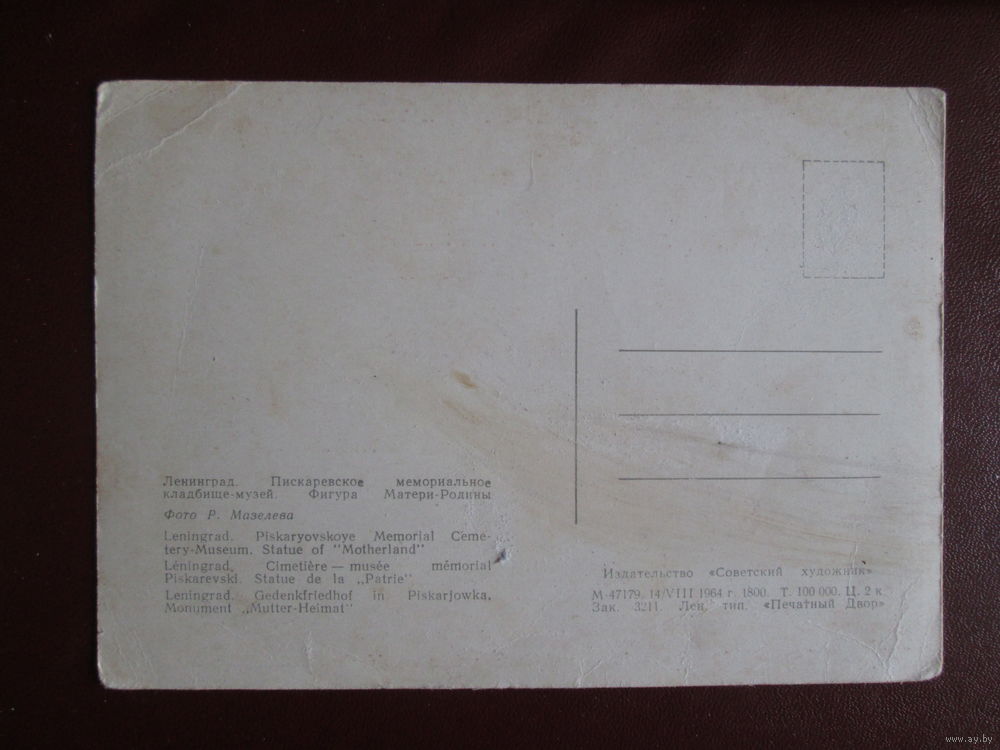 Ленинград. Пискаревское мемориальное
кладбище-музей. Фигура Матери-Родины
Фото Р. Мазелева
Leningrad. Piskaryovskoye Memorial Ceme-
tery-Museum. Statue of "Motherland"
Léningrad. Cimetière — musée mémorial
Piskarevski. Statue de la „Patrie"
Leningrad. Gedenkfriedhof in Piskarjowka.
Monument „Mutter-Heimat"
Издательство «Советский художник»
М-47179. 14/VIII 1964 г. 1800. Т. 100 000. Ц. 2 к.
Зак. 3211. Лен. тип. «Печатный Двор»
www.ay.by